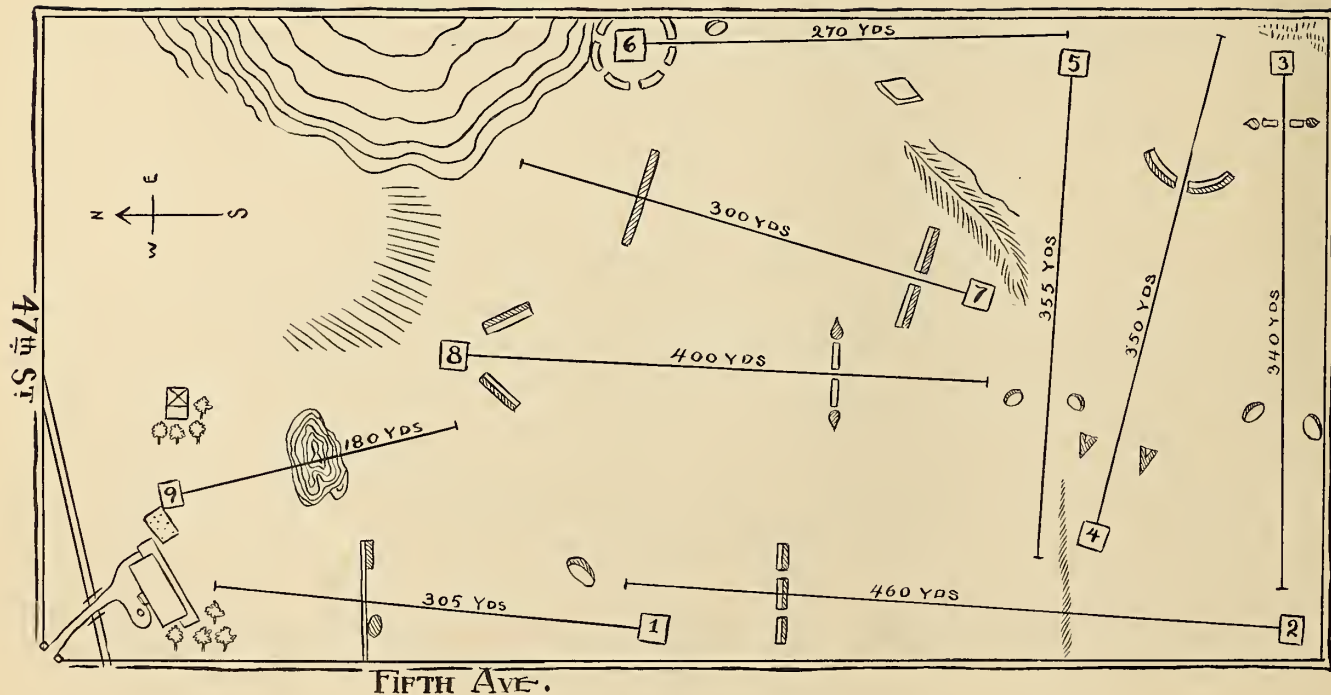 6
270 YDS
5
3
E
N
S
W
300 YDS
7
355 YDS
350 YDS
340 YDS
47th ST.
8
400 YDS
180 YDS
9
4
305 YDS
1
460 YDS
2
FIFTH AVE.